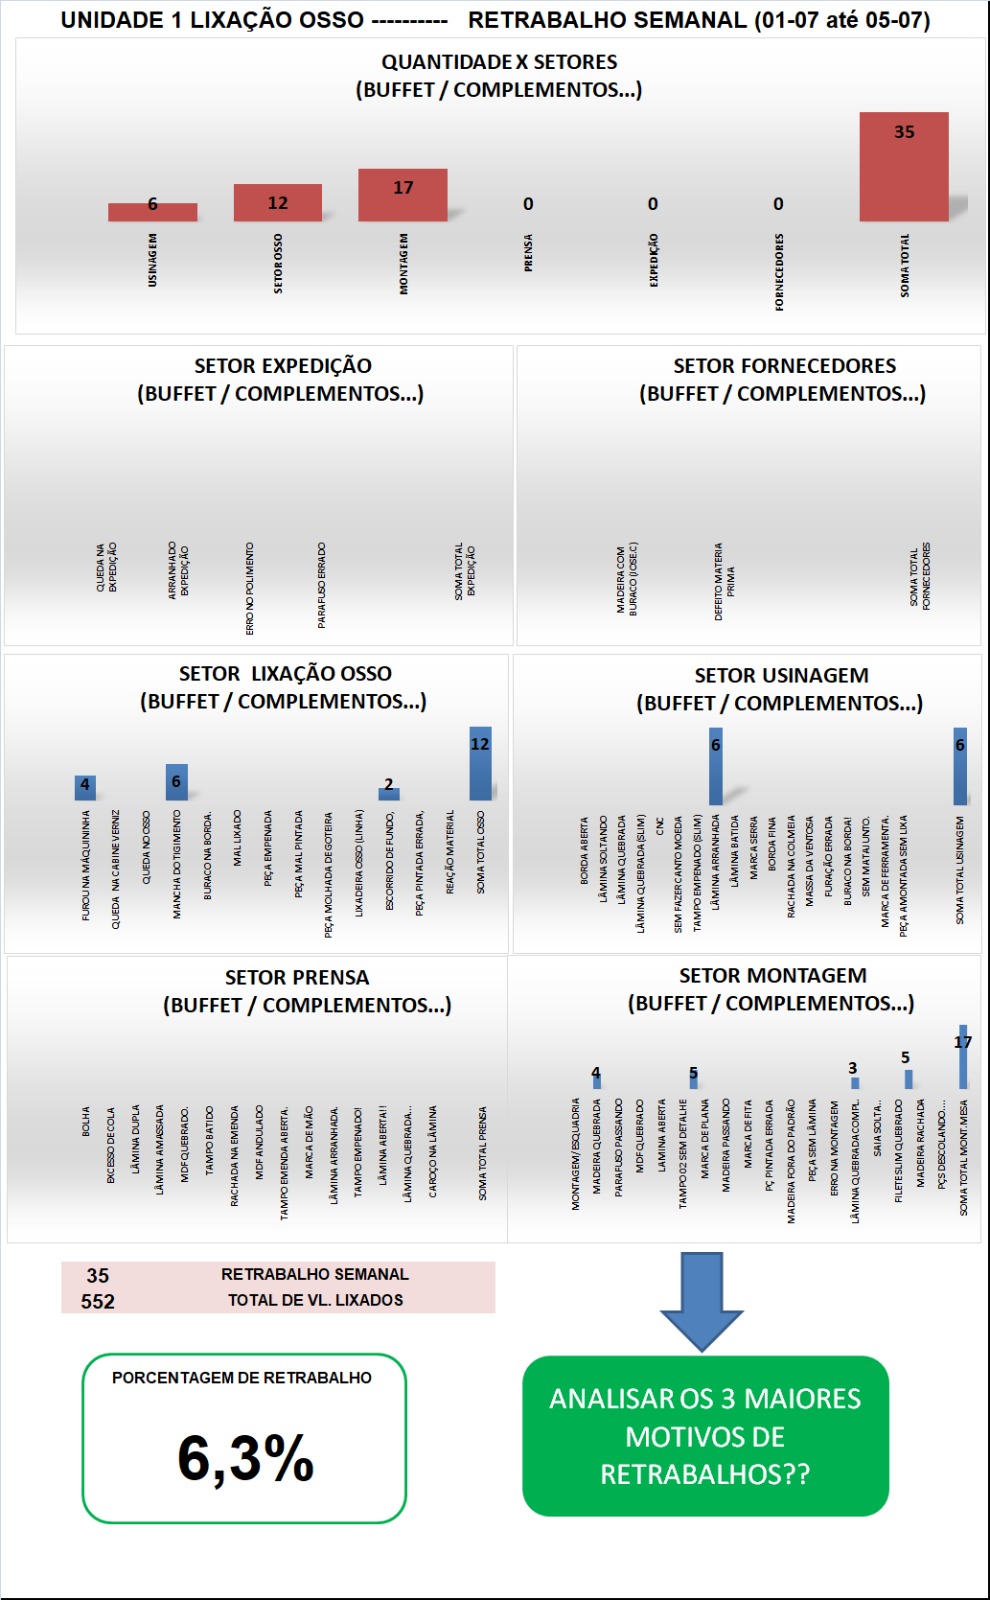 UNIDADE 1 LIXAÇÃO OSSO ---------- RETRABALHO SEMANAL (01-07 até 05-07)
QUANTIDADE X SETORES
(BUFFET / COMPLEMENTOS...)
6
12
17
0
0
0
35
USINAGEM
SETOR OSSO
MONTAGEM
PRENSA
EXPEDIÇÃO
FORNECEDORES
SOMA TOTAL
SETOR EXPEDIÇÃO
(BUFFET / COMPLEMENTOS...)
QUEDA NA
EXPEDIÇÃO
ARRANHADO
EXPEDIÇÃO
ERRO NO POLIMENTO
PARAFUSO ERRADO
SOMA TOTAL
EXPEDIÇÃO
SETOR FORNECEDORES
(BUFFET / COMPLEMENTOS...)
MADEIRA COM
BURACO (JOSE.C)
DEFEITO MATERIA
PRIMA
SOMA TOTAL
FORNECEDORES
SETOR LIXAÇÃO OSSO
(BUFFET / COMPLEMENTOS...)
4
6
2
12
FUROU NA MÁQUININHA
QUEDA NA CABINE VERNIZ
QUEDA NO OSSO
MANCHA DO TIGIMENTO
BURACO NA BORDA.
MAL LIXADO
PEÇA EMPENADA
PEÇA MAL PINTADA
PEÇA MOLHADA DE GOTEIRA
LIXADEIRA OSSO (LINHA)
ESCORRIDO DE FUNDO,
PEÇA PINTADA ERRADA,
REAÇÃO MATERIAL
SOMA TOTAL OSSO
SETOR USINAGEM
(BUFFET / COMPLEMENTOS...)
6
6
BORDA ABERTA
LÂMINA SOLTANDO
LÂMINA QUEBRADA
LÂMINA QUEBRADA (SLIM)
CNC
SEM FAZER CANTO MOEDA
TAMPO EMPENADO (SLIM)
LÂMINA ARRANHADA
LÂMINA BATIDA
MARCA SERRA
BORDA FINA
RACHADA NA COLMEIA
MASSA DA VENTOSA
FURAÇÃO ERRADA
BURACO NA BORDA!
SEM MATAJUNTO.
MARCA DE FERRAMENTA.
PEÇA AMONTADA SEM LIXA
SOMA TOTAL USINAGEM
SETOR PRENSA
(BUFFET / COMPLEMENTOS...)
BOLHA
EXCESSO DE COLA
LÂMINA DUPLA
LÂMINA AMASSADA
MDF QUEBRADO.
TAMPO BATIDO
RACHADA NA EMENDA
MDF ANDULADO
TAMPO EMENDA ABERTA.
MARCA DE MÃO
LÂMINA ARRANHADA.
TAMPO EMPENADO!
LÂMINA ABERTA!!
LÂMINA QUEBRADA...
CAROÇO NA LÂMINA
SOMA TOTAL PRENSA
SETOR MONTAGEM
(BUFFET / COMPLEMENTOS...)
4
5
3
5
17
MONTAGEM/ ESQUADRIA
MADEIRA QUEBRADA
PARAFUSO PASSANDO
MDF QUEBRADO
LAMINA ABERTA
TAMPO 02 SEM DETALHE
MARCA DE PLANA
MADEIRA PASSANDO
MARCA DE FITA
PÇ PINTADA ERRADA
MADEIRA FORA DO PADRÃO
PEÇA SEM LÂMINA
ERRO NA MONTAGEM
LÂMINA QUEBRADA COMPL.
SAIA SOLTA..
FILETE SLIM QUEBRADO
MADEIRA RACHADA
PÇS DESCOLANDO....
SOMA TOTAL MONT.MESA
35 RETRABALHO SEMANAL
552 TOTAL DE VL. LIXADOS
PORCENTAGEM DE RETRABALHO
6,3%
ANALISAR OS 3 MAIORES
MOTIVOS DE
RETRABALHOS??